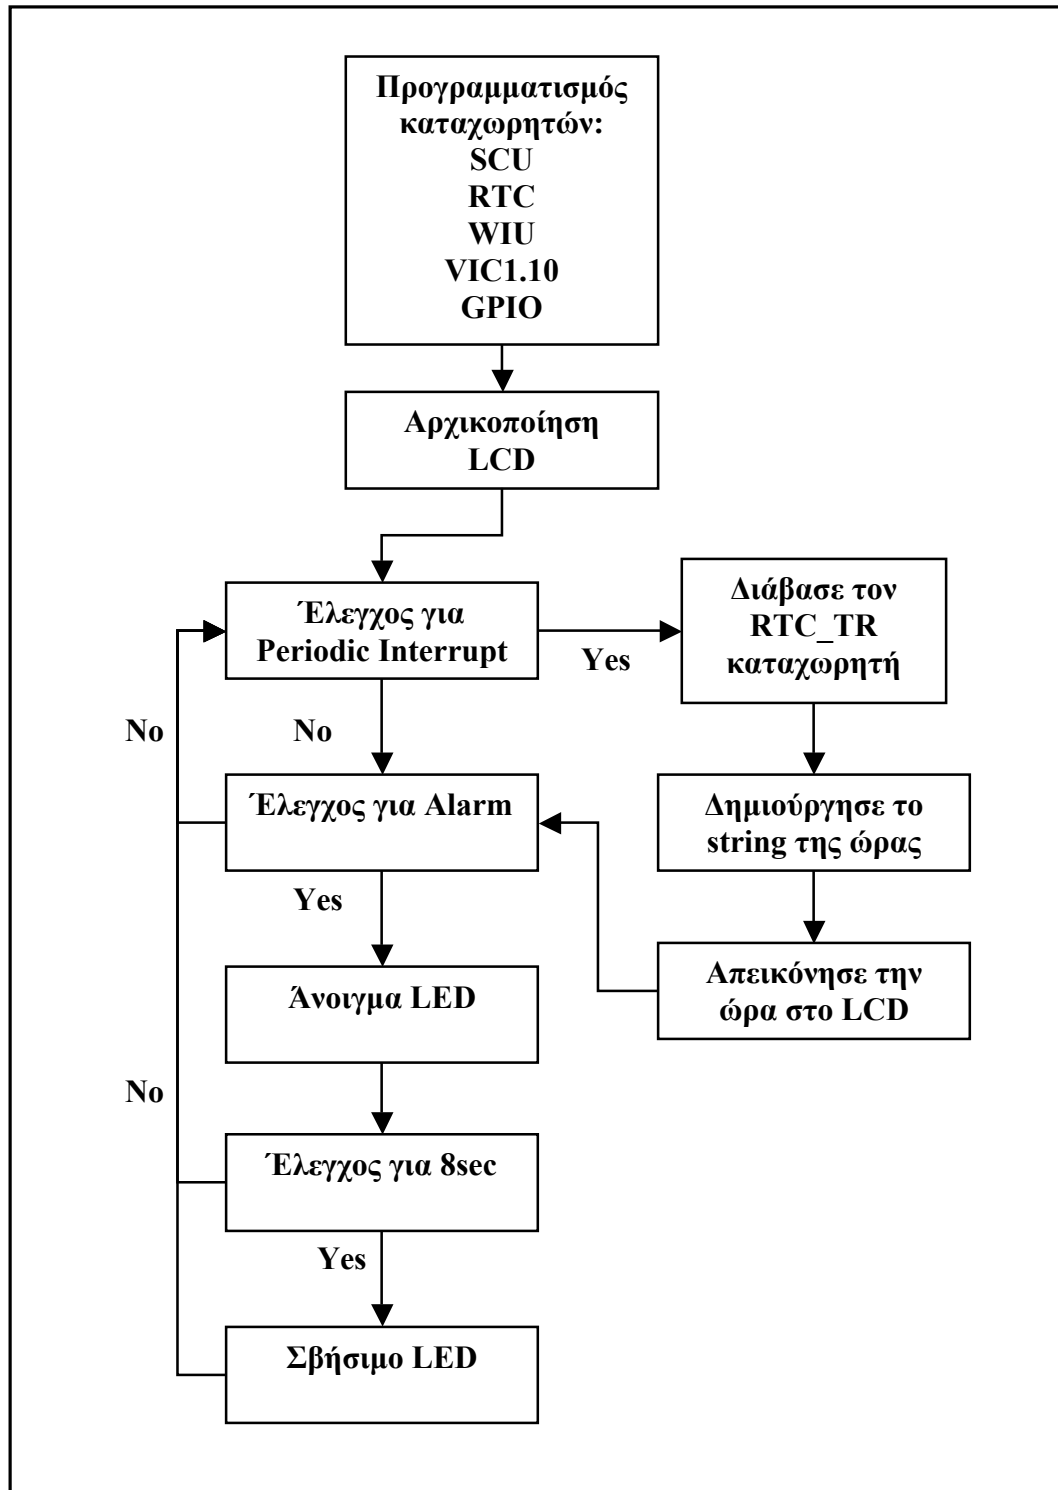 Προγραμματισμός
καταχωρητών:
SCU
RTC
WIU
VIC1.10
GPIO
Αρχικοποίηση
LCD
Έλεγχος για
Periodic Interrupt
Yes
Διάβασε τον
RTC_TR
καταχωρητή
No
No
Έλεγχος για Alarm
Δημιούργησε το
string της ώρας
Yes
Απεικόνησε την
ώρα στο LCD
Άνοιγμα LED
No
Έλεγχος για 8sec
Yes
Σβήσιμο LED